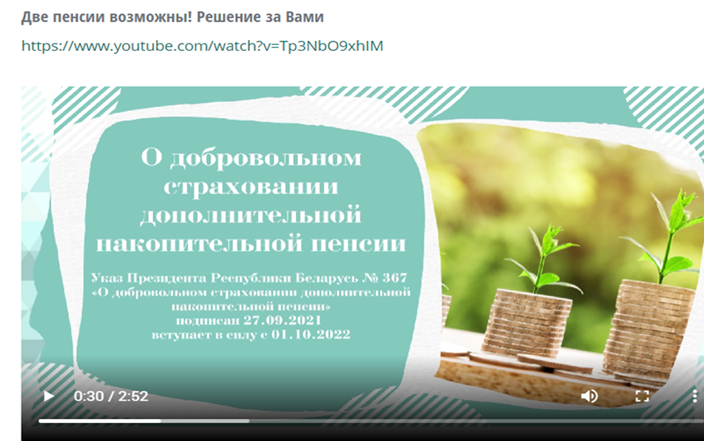 Две пенсии возможны! Решение за Вами
https://www.youtube.com/watch?v=Tp3NbO9xhIM
О добровольном
страховании
дополнительной
накопительной пенсии
Указ Президента Республики Беларусь № 367
«О добровольном страховании дополнительной
накопительной пенсии»
подписан 27.09.2021
вступает в силу с 01.10.2022
0:30 / 2:52